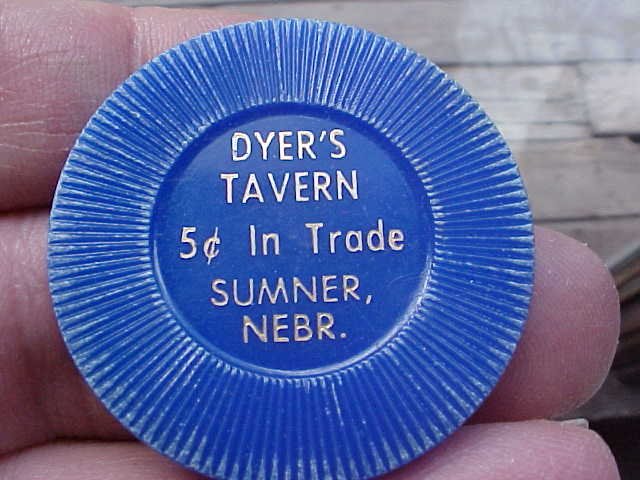 DYER'S
TAVERN
5¢ In Trade
SUMNER,
NEBR.